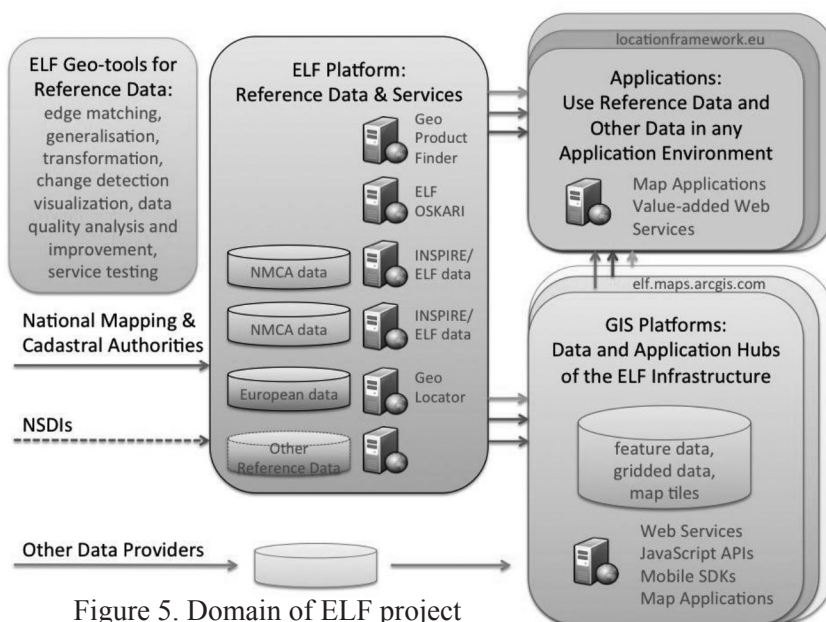 ELF Geo-tools for
Reference Data:
edge matching,
generalisation,
transformation,
change detection
visualization, data
quality analysis and
improvement,
service testing
National Mapping &
Cadastral Authorities
NSDIs
Other Data Providers
ELF Platform:
Reference Data & Services
Geo
Product
Finder
ELF
OSKARI
NMCA data
INSPIRE/
ELF data
NMCA data
INSPIRE/
ELF data
European data
Geo
Locator
Other
Reference Data
locationframework.eu
Applications:
Use Reference Data and
Other Data in any
Application Environment
Map Applications
Value-added Web
Services
elf.maps.arcgis.com
GIS Platforms:
Data and Application Hubs
of the ELF Infrastructure
feature data,
gridded data,
map tiles
Web Services
JavaScript APIs
Mobile SDKs
Map Applications
Figure 5. Domain of ELF project